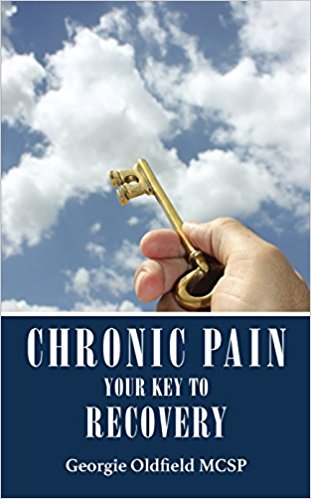 CHRONIC PAIN
YOUR KEY TO
RECOVERY
Georgie Oldfield MCSP